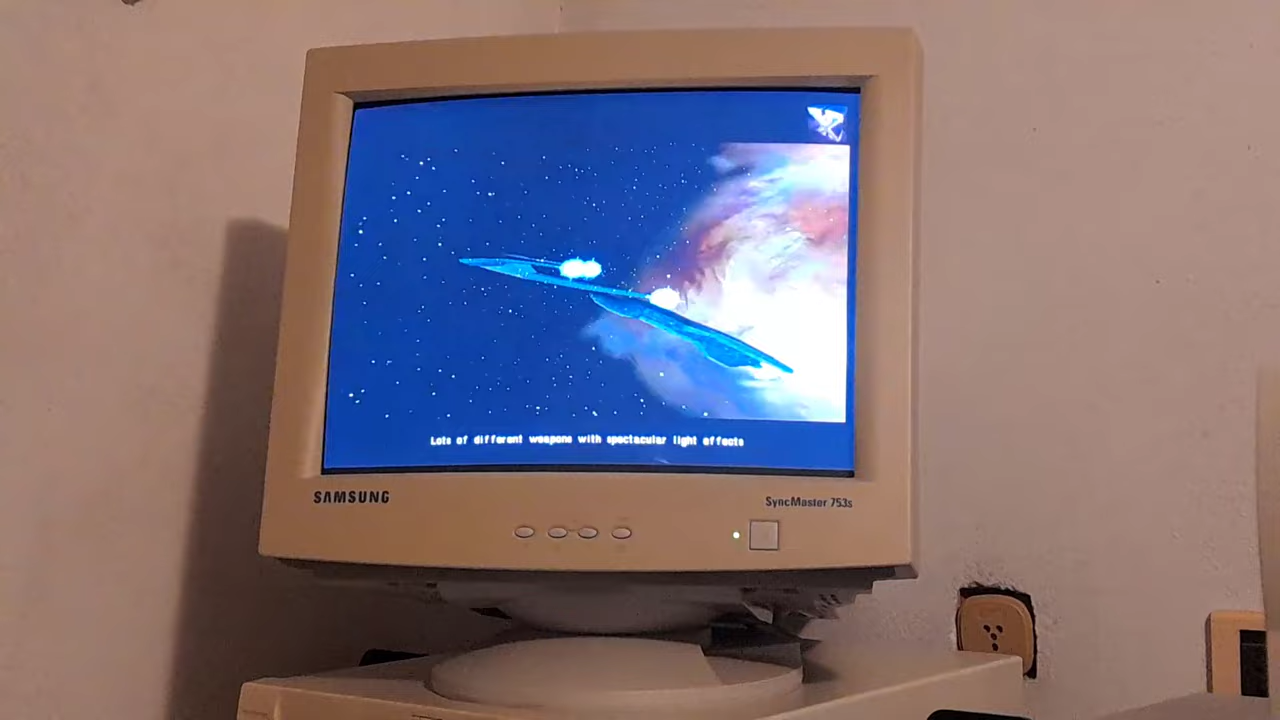 Lots of different weapons with spectacular light effects
SAMSUNG
SyncMaster 753s